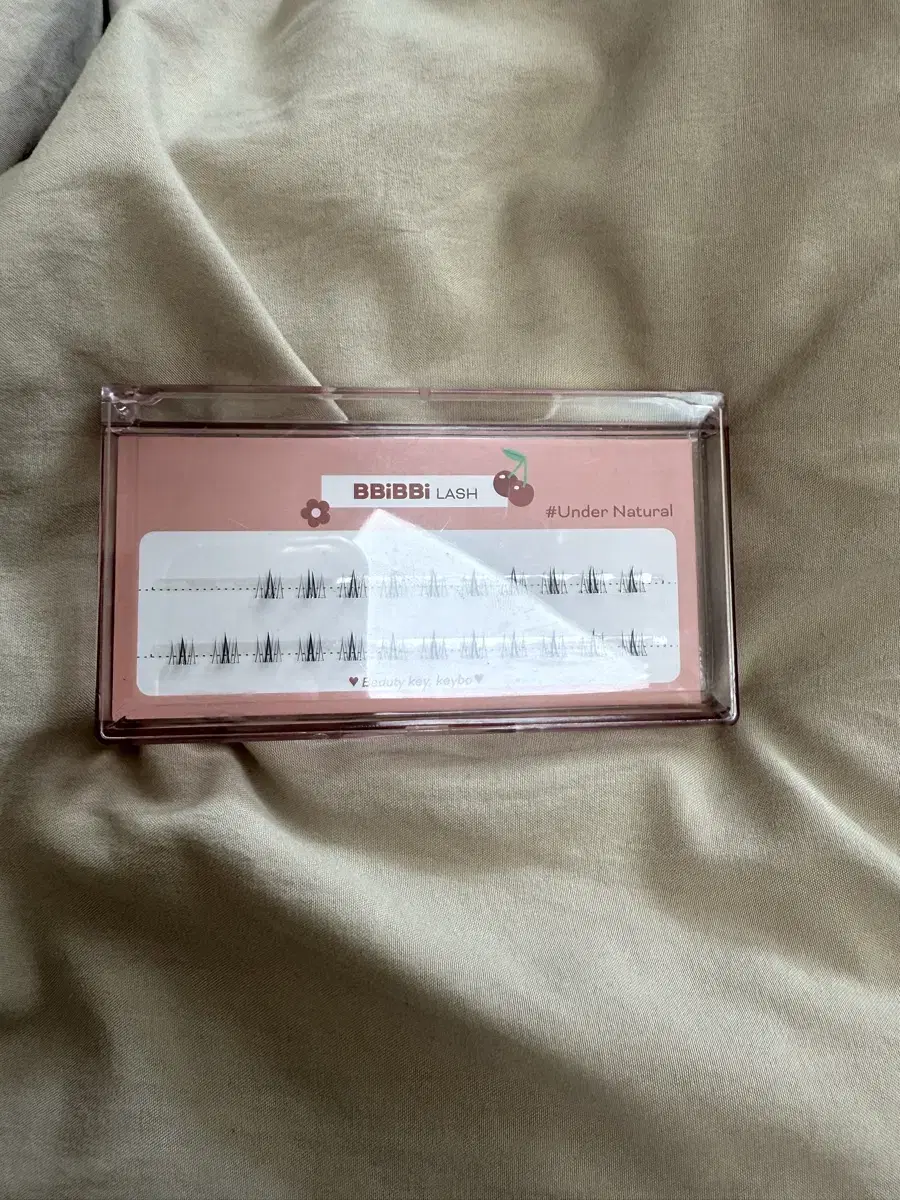 BBiBBi LASH
#Under Natural
♥ Beauty key, keybo ♥